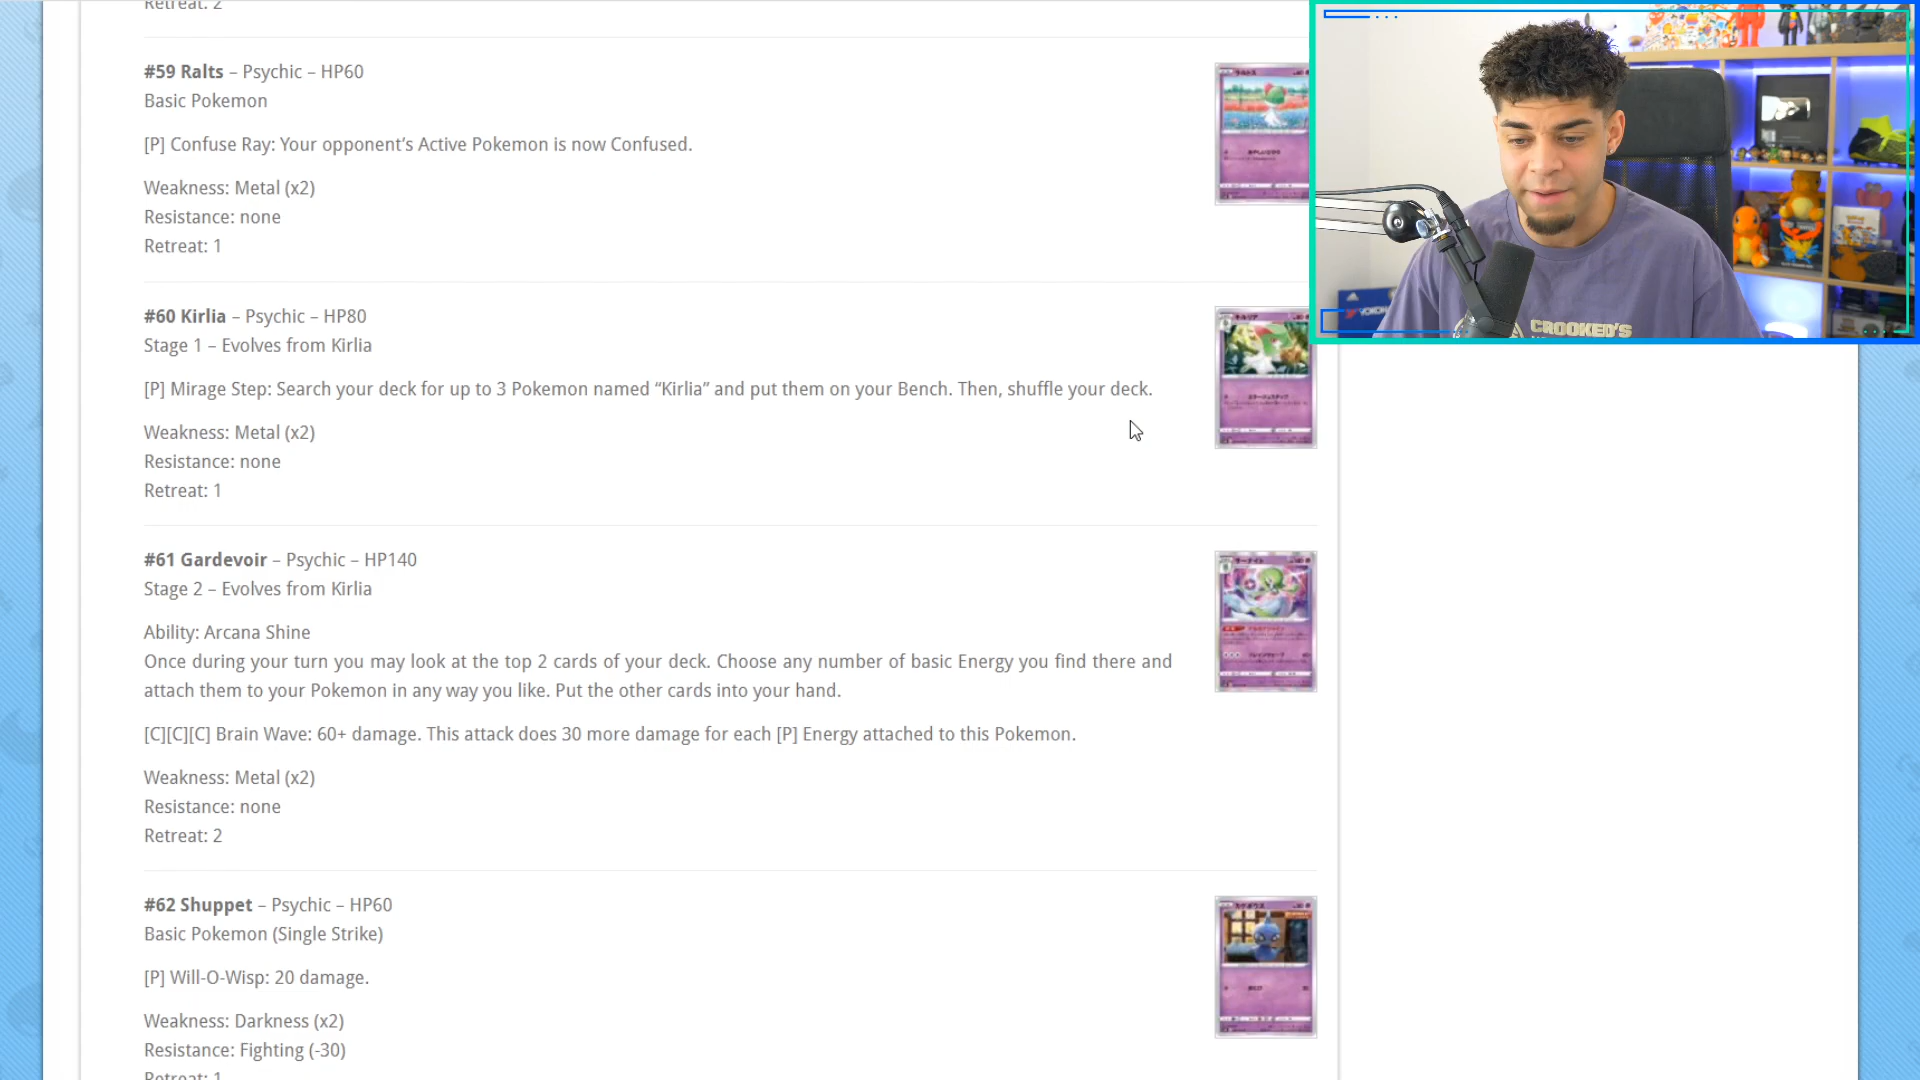 Retreat: 2
#59 Ralts – Psychic – HP60
Basic Pokemon
[P] Confuse Ray: Your opponent’s Active Pokemon is now Confused.
Weakness: Metal (x2)
Resistance: none
Retreat: 1
#60 Kirlia – Psychic – HP80
Stage 1 – Evolves from Kirlia
[P] Mirage Step: Search your deck for up to 3 Pokemon named “Kirlia” and put them on your Bench. Then, shuffle your deck.
Weakness: Metal (x2)
Resistance: none
Retreat: 1
#61 Gardevoir – Psychic – HP140
Stage 2 – Evolves from Kirlia
Ability: Arcana Shine
Once during your turn you may look at the top 2 cards of your deck. Choose any number of basic Energy you find there and
attach them to your Pokemon in any way you like. Put the other cards into your hand.
[C][C][C] Brain Wave: 60+ damage. This attack does 30 more damage for each [P] Energy attached to this Pokemon.
Weakness: Metal (x2)
Resistance: none
Retreat: 2
#62 Shuppet – Psychic – HP60
Basic Pokemon (Single Strike)
[P] Will-O-Wisp: 20 damage.
Weakness: Darkness (x2)
Resistance: Fighting (-30)
Retreat: 1
CROOKED'S